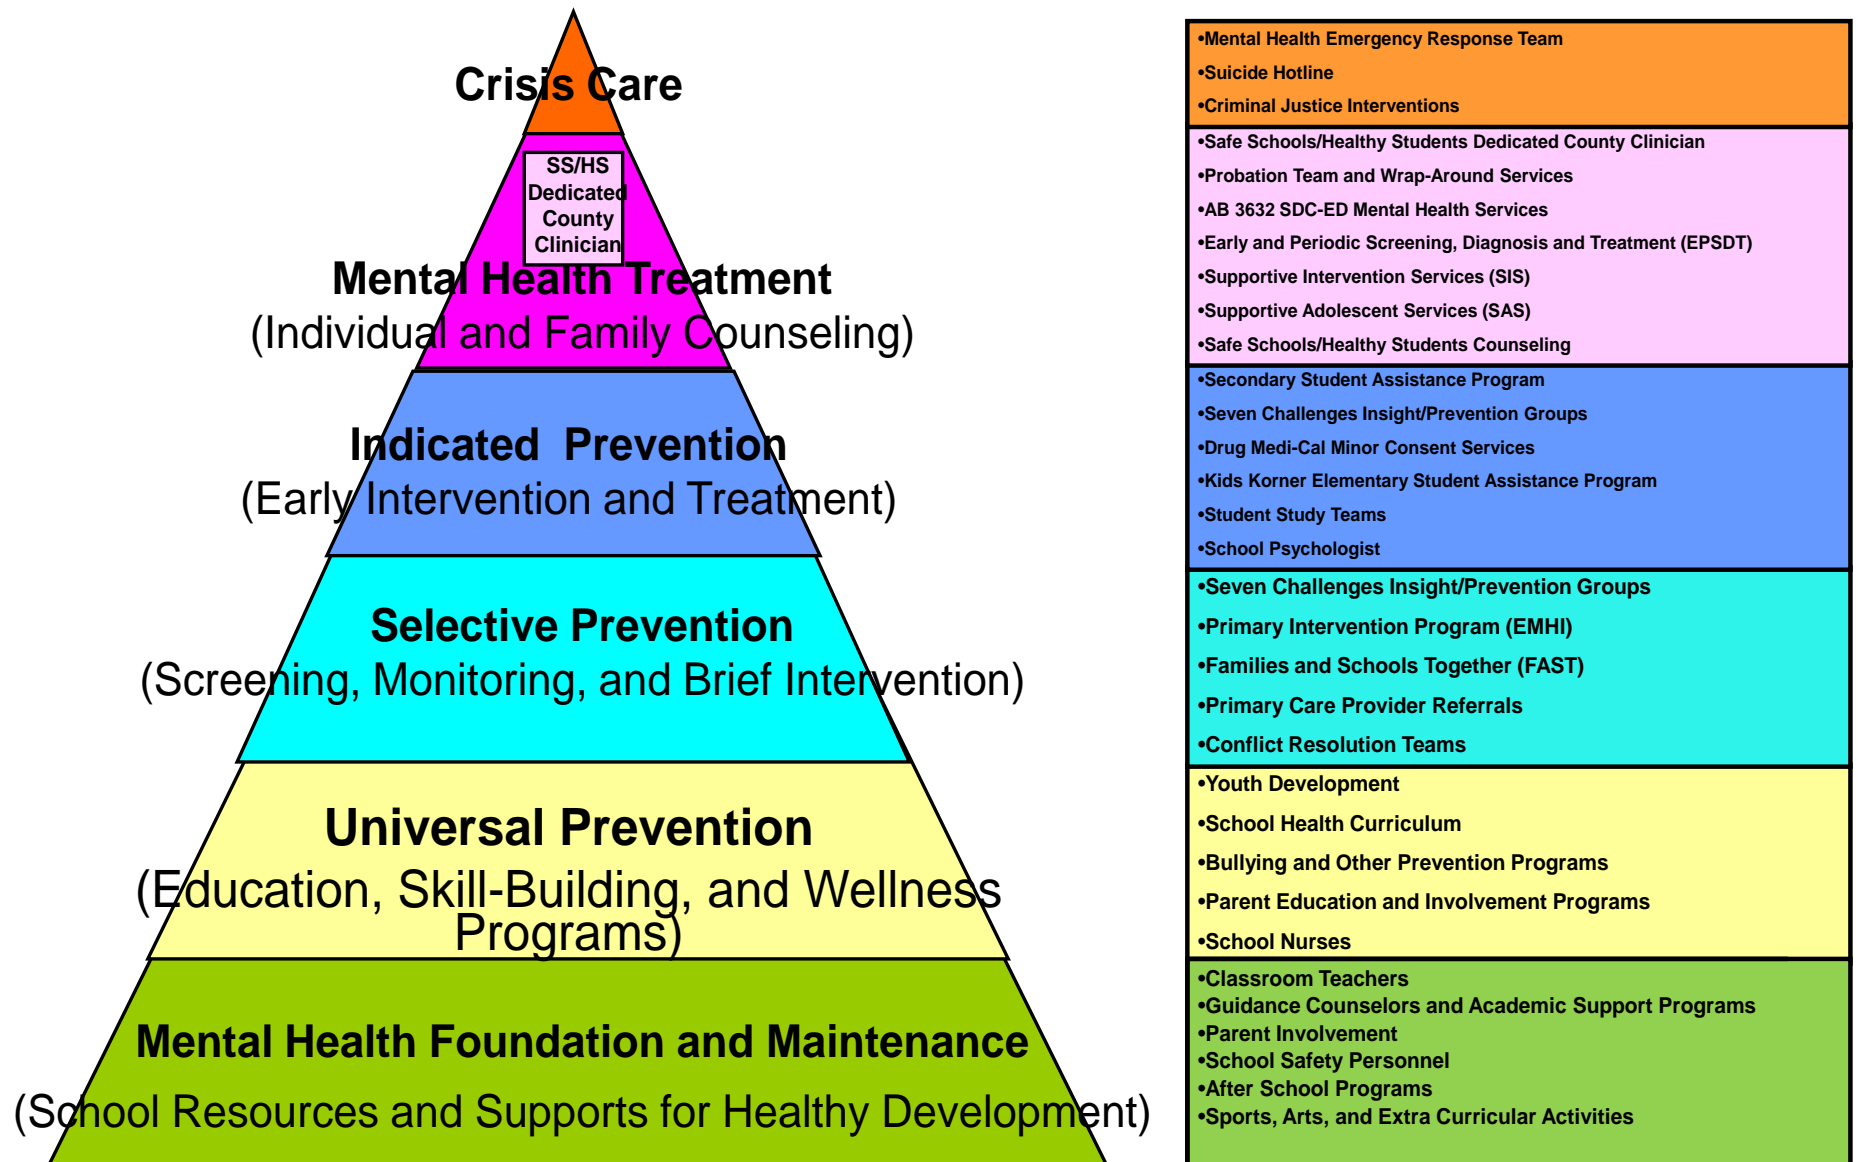 Crisis Care
SS/HS
Dedicated
County
Clinician
Mental Health Treatment
(Individual and Family Counseling)
Indicated  Prevention
(Early Intervention and Treatment)
Selective Prevention
(Screening, Monitoring, and Brief Intervention)
Universal Prevention
(Education, Skill-Building, and Wellness
Programs)
Mental Health Foundation and Maintenance
(School Resources and Supports for Healthy Development)
•Mental Health Emergency Response Team
•Suicide Hotline
•Criminal Justice Interventions
•Safe Schools/Healthy Students Dedicated County Clinician
•Probation Team and Wrap-Around Services
•AB 3632 SDC-ED Mental Health Services
•Early and Periodic Screening, Diagnosis and Treatment (EPSDT)
•Supportive Intervention Services (SIS)
•Supportive Adolescent Services (SAS)
•Safe Schools/Healthy Students Counseling
•Secondary Student Assistance Program
•Seven Challenges Insight/Prevention Groups
•Drug Medi-Cal Minor Consent Services
•Kids Korner Elementary Student Assistance Program
•Student Study Teams
•School Psychologist
•Seven Challenges Insight/Prevention Groups
•Primary Intervention Program (EMHI)
•Families and Schools Together (FAST)
•Primary Care Provider Referrals
•Conflict Resolution Teams
•Youth Development
•School Health Curriculum
•Bullying and Other Prevention Programs
•Parent Education and Involvement Programs
•School Nurses
•Classroom Teachers
•Guidance Counselors and Academic Support Programs
•Parent Involvement
•School Safety Personnel
•After School Programs
•Sports, Arts, and Extra Curricular Activities